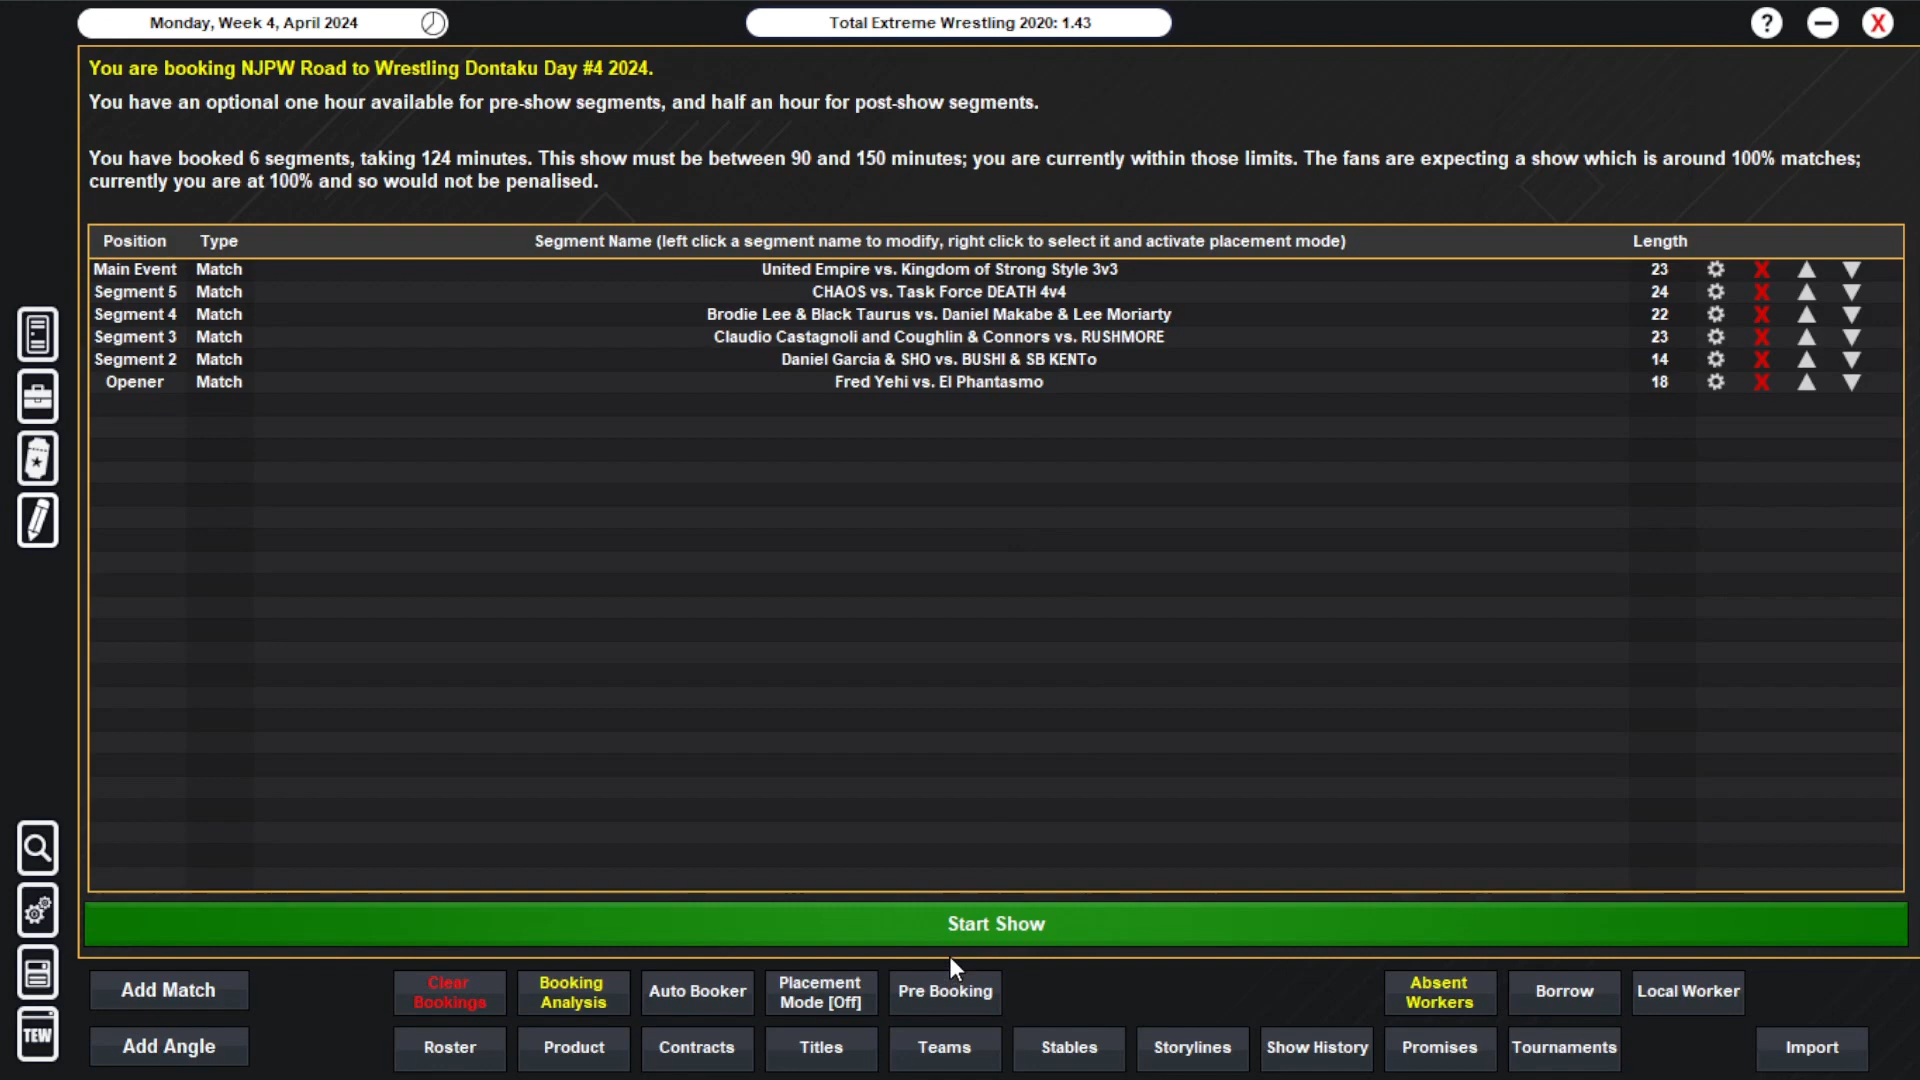 Monday, Week 4, April 2024
Total Extreme Wrestling 2020: 1.43
?
X
You are booking NJPW Road to Wrestling Dontaku Day #4 2024.
You have an optional one hour available for pre-show segments, and half an hour for post-show segments.
You have booked 6 segments, taking 124 minutes. This show must be between 90 and 150 minutes; you are currently within those limits. The fans are expecting a show which is around 100% matches;
currently you are at 100% and so would not be penalised.
Position Type Segment Name (left click a segment name to modify, right click to select it and activate placement mode) Length
Main Event Match United Empire vs. Kingdom of Strong Style 3v3 23 X
Segment 5 Match CHAOS vs. Task Force DEATH 4v4 24 X
Segment 4 Match Brodie Lee & Black Taurus vs. Daniel Makabe & Lee Moriarty 22 X
Segment 3 Match Claudio Castagnoli and Coughlin & Connors vs. RUSHMORE 23 X
Segment 2 Match Daniel Garcia & SHO vs. BUSHI & SB KENTo 14 X
Opener Match Fred Yehi vs. El Phantasmo 18 X
Start Show
Add Match
Clear
Bookings
Booking
Analysis
Auto Booker
Placement
Mode [Off]
Pre Booking
Absent
Workers
Borrow
Local Worker
TEW
Add Angle
Roster
Product
Contracts
Titles
Teams
Stables
Storylines
Show History
Promises
Tournaments
Import